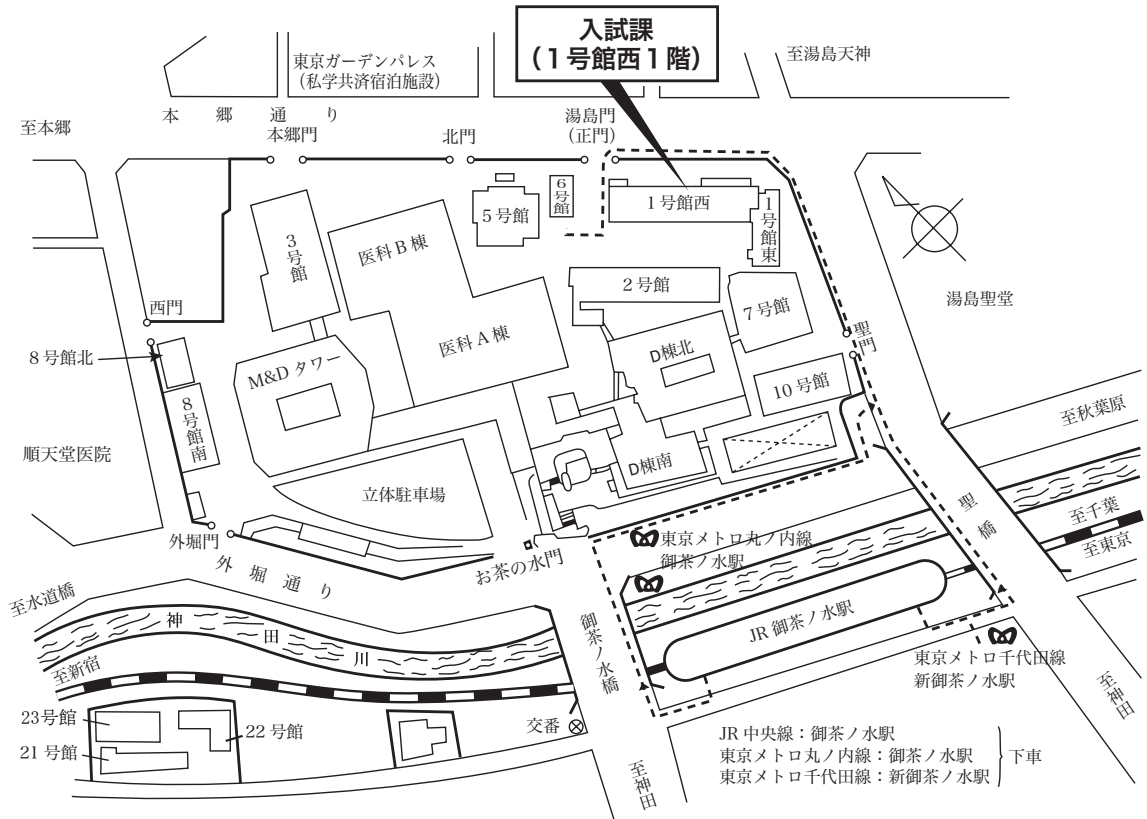 入試課
（1号館西1階）
東京ガーデンパレス
（私学共済宿泊施設）
至湯島天神
本郷通り
至本郷
本郷門
北門
湯島門
（正門）
6号館
5号館
1号館西
1号館東
3号館
医科B棟
2号館
7号館
湯島聖堂
西門
聖門
8号館北
医科A棟
D棟北
M&Dタワー
10号館
8号館南
至秋葉原
順天堂医院
D棟南
立体駐車場
聖橋
至千葉
至東京
外堀門
東京メトロ丸ノ内線
御茶ノ水駅
お茶の水門
外堀通り
至水道橋
神田川
御茶ノ水橋
JR御茶ノ水駅
至新宿
東京メトロ千代田線
新御茶ノ水駅
至神田
23号館
22号館
21号館
交番
至神田
JR中央線：御茶ノ水駅
東京メトロ丸ノ内線：御茶ノ水駅
東京メトロ千代田線：新御茶ノ水駅
下車